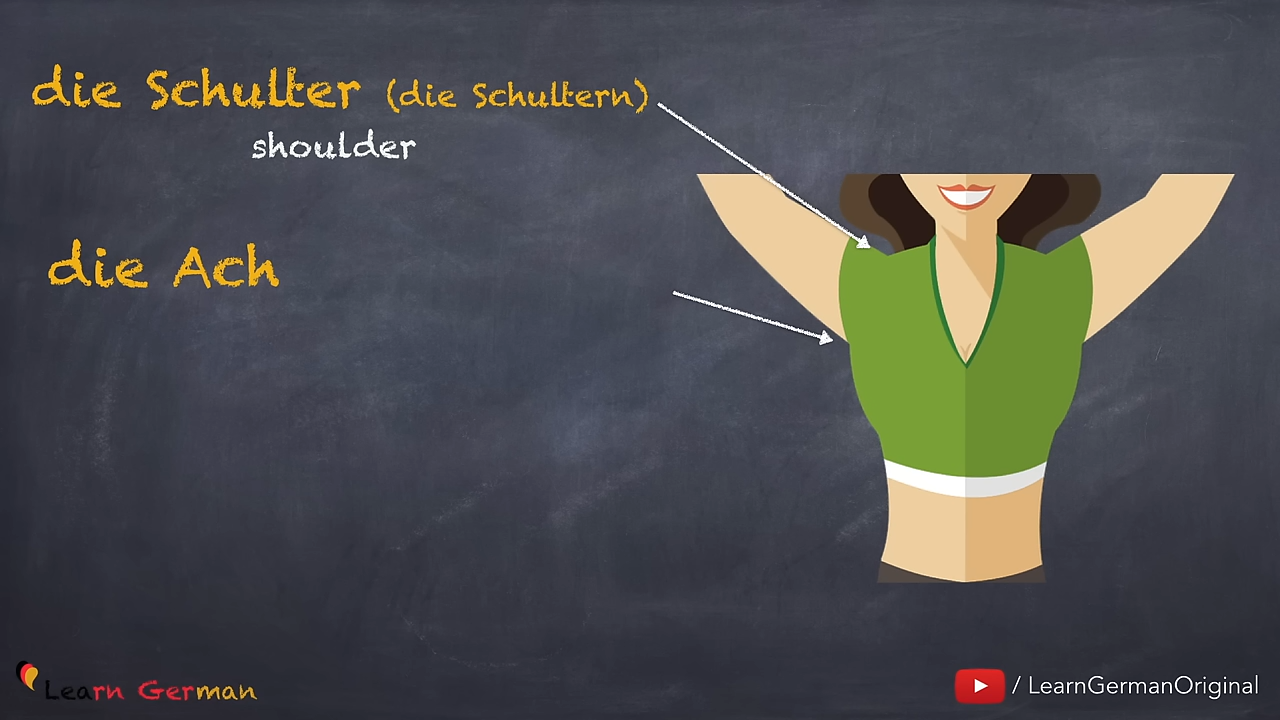 die Schulter (die Schultern)
shoulder
die Ach
Learn German
/ LearnGermanOriginal